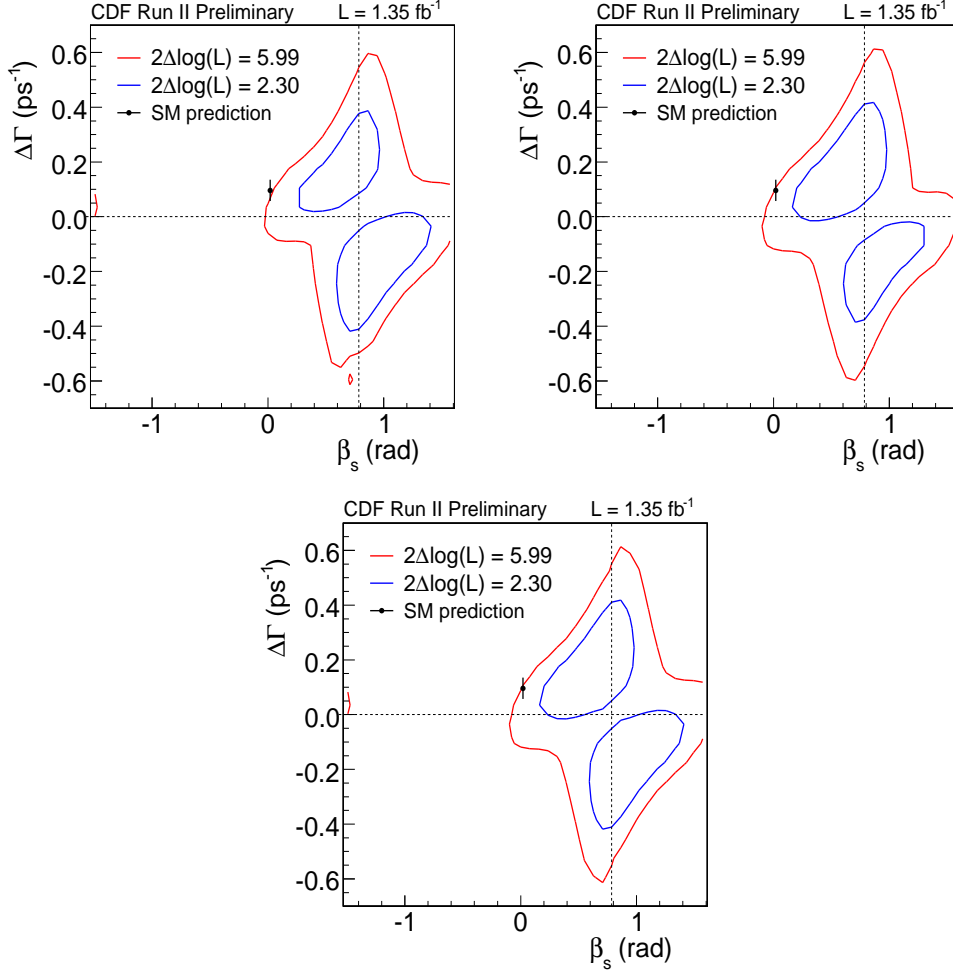 CDF Run II Preliminary L = 1.35 fb⁻¹
2Δlog(L) = 5.99
2Δlog(L) = 2.30
SM prediction
ΔΓ (ps⁻¹)
0.6
0.4
0.2
0.0
-0.2
-0.4
-0.6
-1 0 1
βₛ (rad)
CDF Run II Preliminary L = 1.35 fb⁻¹
2Δlog(L) = 5.99
2Δlog(L) = 2.30
SM prediction
ΔΓ (ps⁻¹)
0.6
0.4
0.2
0.0
-0.2
-0.4
-0.6
-1 0 1
βₛ (rad)
CDF Run II Preliminary L = 1.35 fb⁻¹
2Δlog(L) = 5.99
2Δlog(L) = 2.30
SM prediction
ΔΓ (ps⁻¹)
0.6
0.4
0.2
0.0
-0.2
-0.4
-0.6
-1 0 1
βₛ (rad)